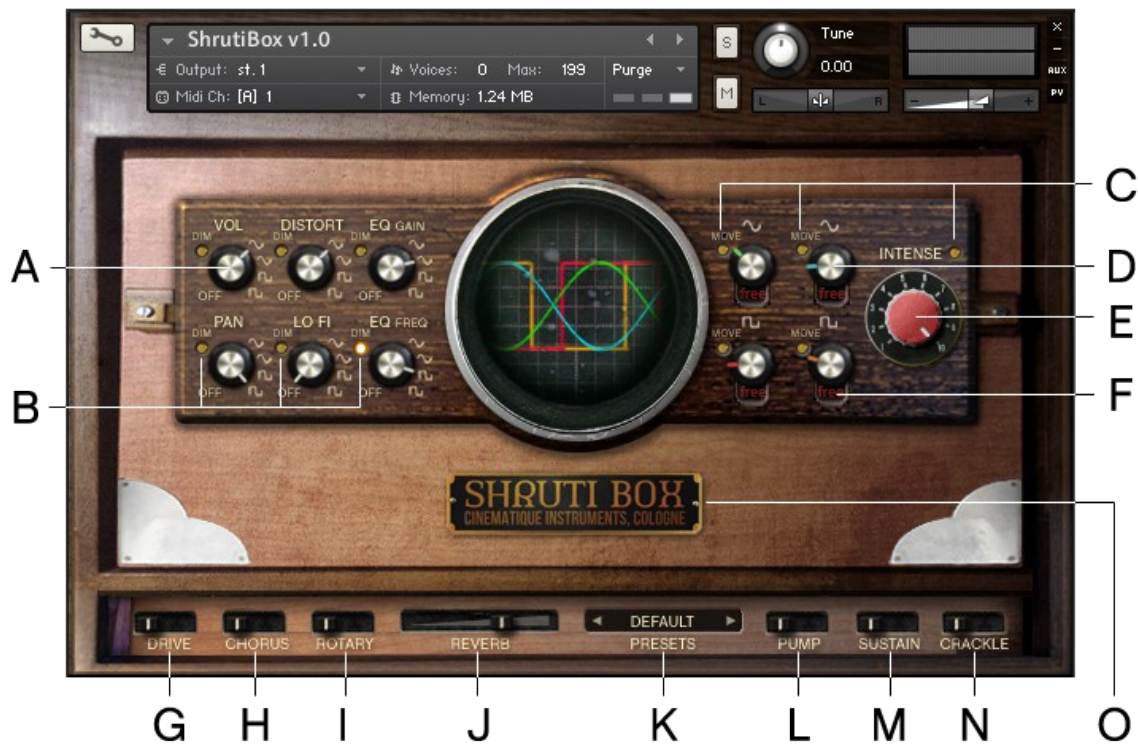 ShrutiBox v1.0
S
Tune
0.00
Output: st. 1
Voices: 0 Max: 199
Purge
AUX
Midi Ch: [A] 1
Memory: 1.24 MB
M
L R
- +
PV
C
VOL DISTORT EQ GAIN
DIM DIM DIM
MOVE MOVE
INTENSE
A
D
OFF OFF OFF
free free
E
PAN LO FI EQ FREQ
DIM DIM DIM
MOVE MOVE
10
B
OFF OFF OFF
free free
F
SHRUTI BOX
CINEMATIQUE INSTRUMENTS, COLOGNE
DEFAULT
DRIVE CHORUS ROTARY REVERB PRESETS PUMP SUSTAIN CRACKLE
G H I J K L M N O